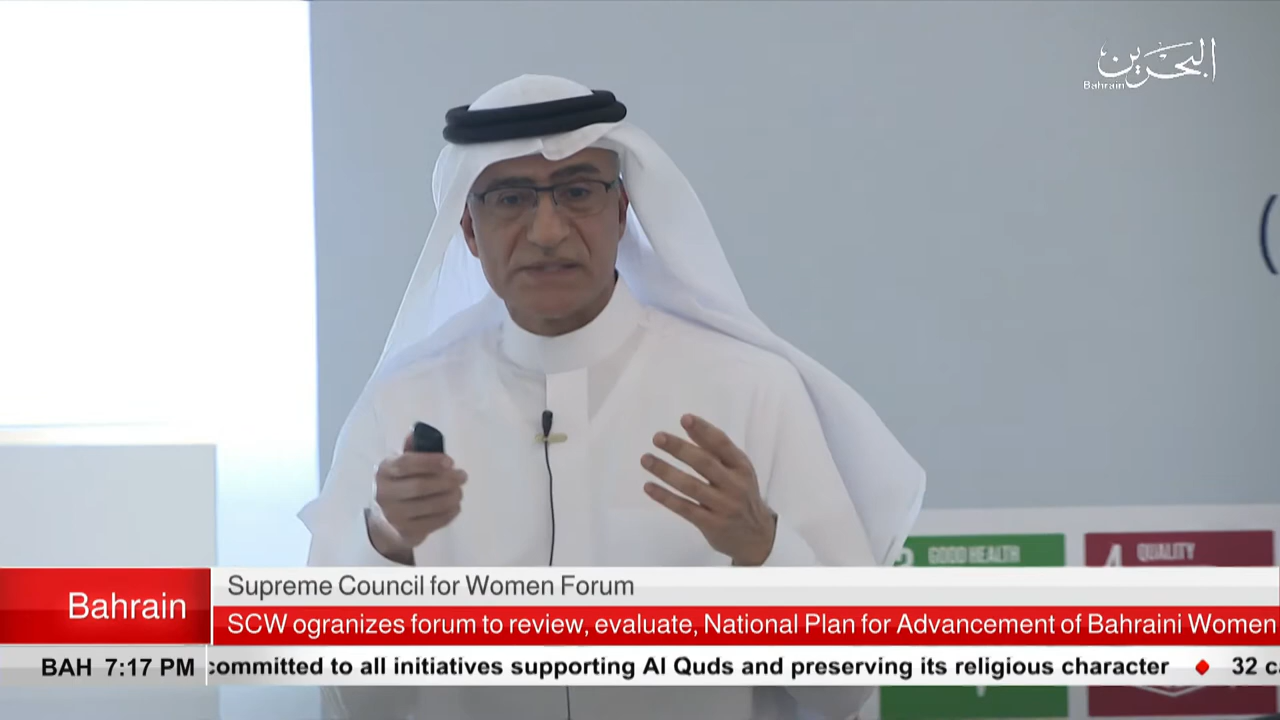 البحرين
Bahrain
(
3 GOOD HEALTH
4 QUALITY
Bahrain
Supreme Council for Women Forum
SCW ogranizes forum to review, evaluate, National Plan for Advancement of Bahraini Women
BAH 7:17 PM committed to all initiatives supporting Al Quds and preserving its religious character 32